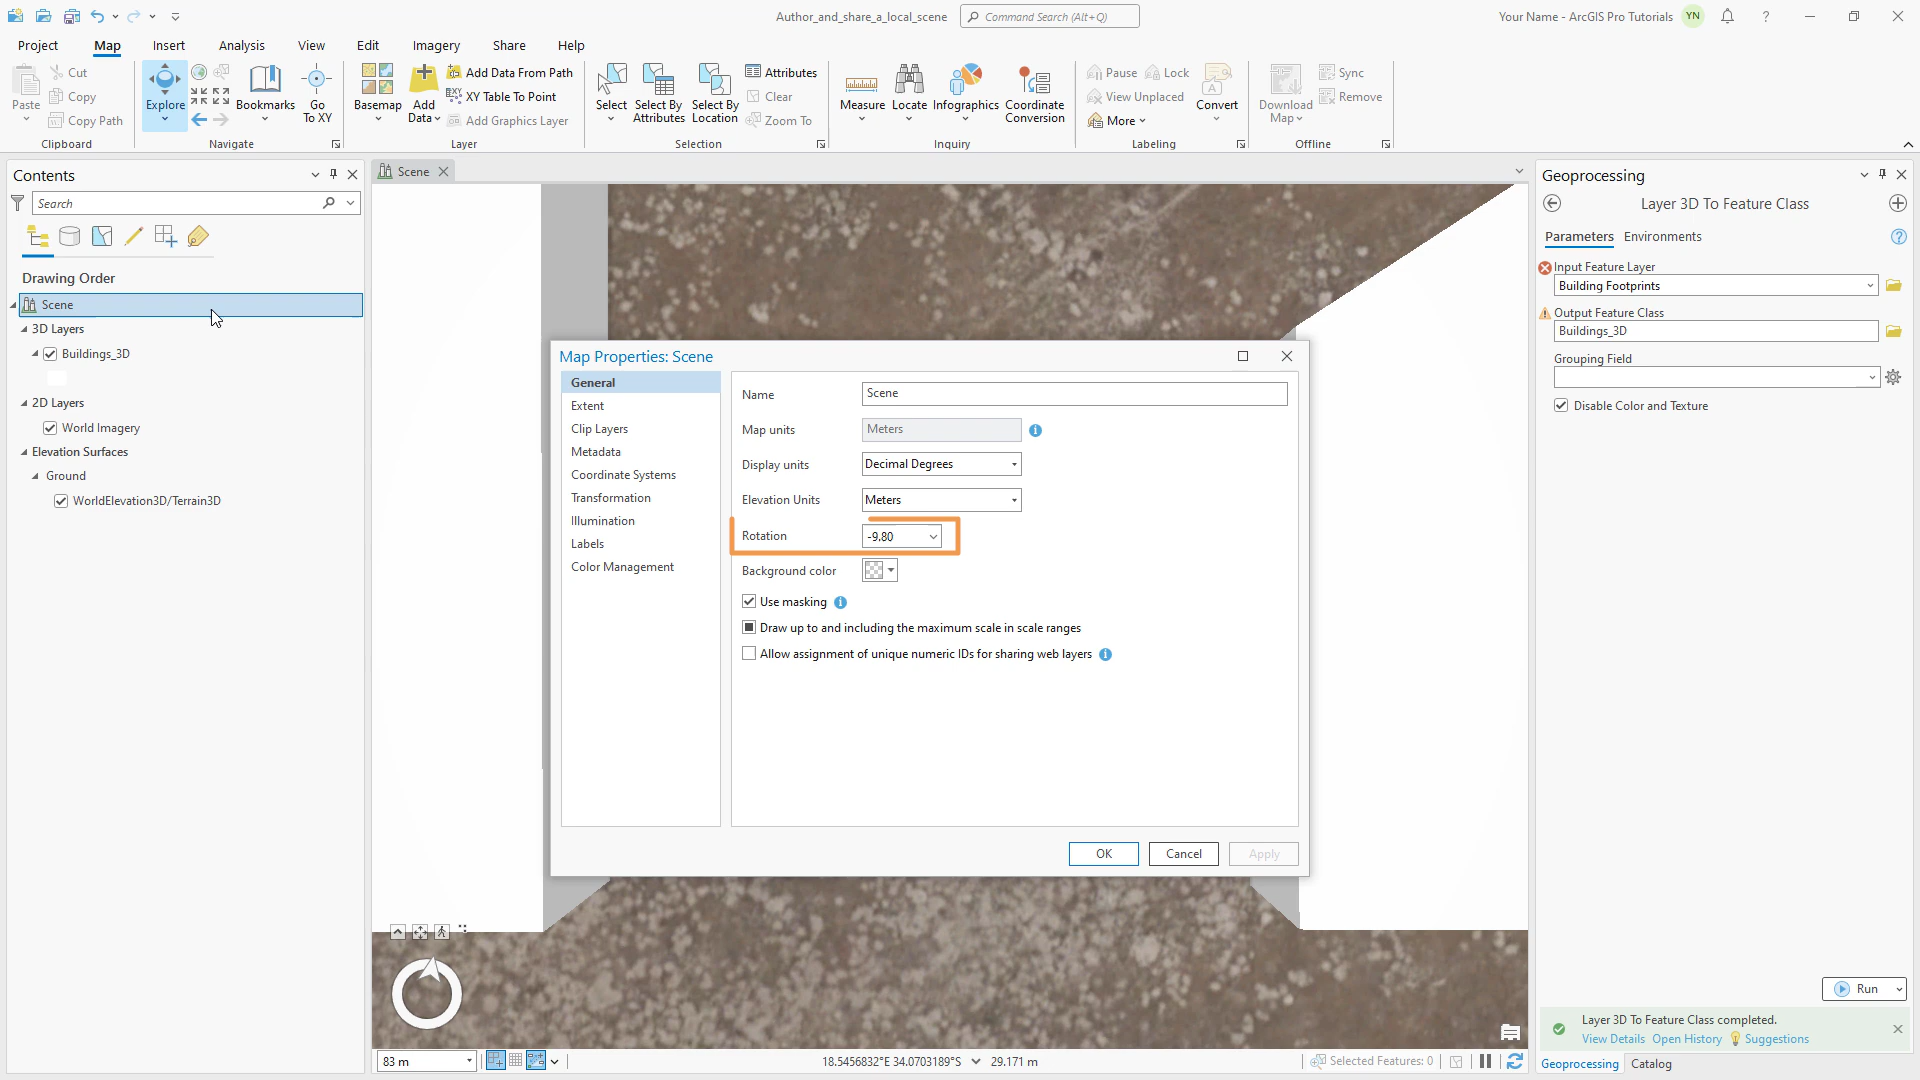 Author_and_share_a_local_scene
Command Search (Alt+Q)
Your Name - ArcGIS Pro Tutorials
YN
?
Project
Map
Insert
Analysis
View
Edit
Imagery
Share
Help
Paste
Cut
Copy
Copy Path
Clipboard
Explore
Bookmarks
Go
To XY
Navigate
Basemap
Add
Data
Add Data From Path
XY Table To Point
Add Graphics Layer
Layer
Select
Select By
Attributes
Select By
Location
Attributes
Clear
Zoom To
Selection
Measure
Locate
Infographics
Coordinate
Conversion
Inquiry
Pause
Lock
View Unplaced
More
Convert
Labeling
Download
Map
Sync
Remove
Offline
Contents
Search
Drawing Order
Scene
3D Layers
Buildings_3D
2D Layers
World Imagery
Elevation Surfaces
Ground
WorldElevation3D/Terrain3D
Scene
Map Properties: Scene
General
Extent
Clip Layers
Metadata
Coordinate Systems
Transformation
Illumination
Labels
Color Management
Name
Scene
Map units
Meters
Display units
Decimal Degrees
Elevation Units
Meters
Rotation
-9.80
Background color
Use masking
Draw up to and including the maximum scale in scale ranges
Allow assignment of unique numeric IDs for sharing web layers
OK
Cancel
Apply
83 m
18.5456832°E 34.0703189°S
29.171 m
Selected Features: 0
Geoprocessing
Layer 3D To Feature Class
Parameters
Environments
?
Input Feature Layer
Building Footprints
Output Feature Class
Buildings_3D
Grouping Field
Disable Color and Texture
Run
Layer 3D To Feature Class completed.
View Details
Open History
Suggestions
Geoprocessing
Catalog